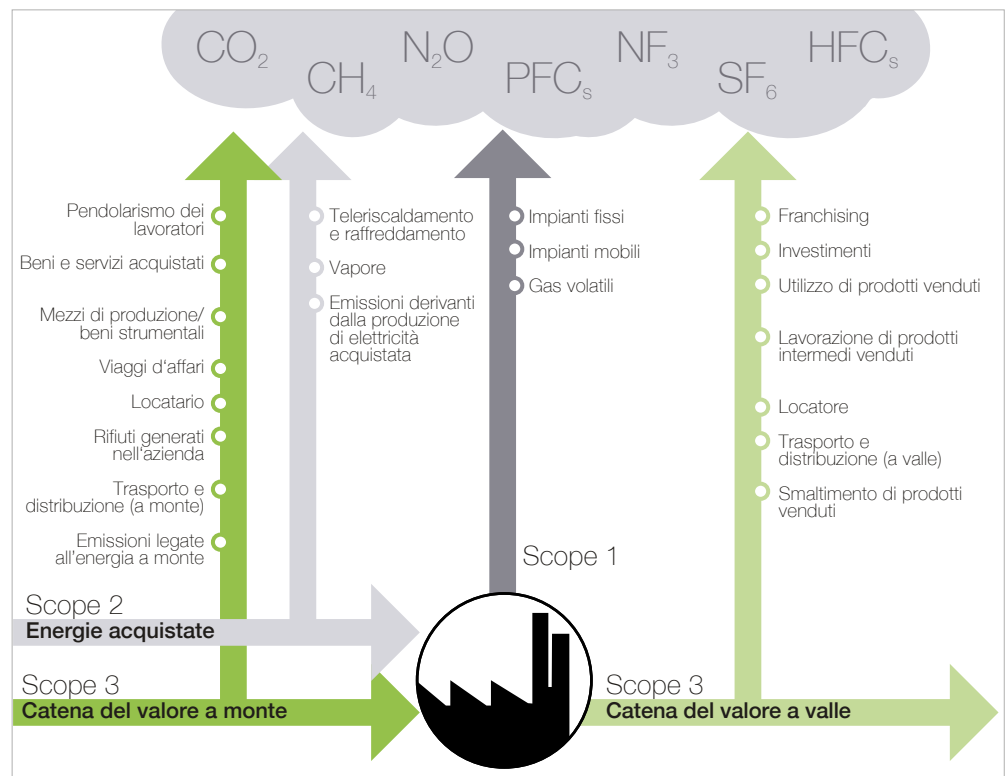 CO₂
CH₄
N₂O
PFCₛ
NF₃
SF₆
HFCₛ
Pendolarismo dei
lavoratori
Beni e servizi acquistati
Mezzi di produzione/
beni strumentali
Viaggi d‘affari
Locatario
Rifiuti generati
nell‘azienda
Trasporto e
distribuzione (a monte)
Emissioni legate
all’energia a monte
Teleriscaldamento
e raffreddamento
Vapore
Emissioni derivanti
dalla produzione
di elettricità
acquistata
Impianti fissi
Impianti mobili
Gas volatili
Franchising
Investimenti
Utilizzo di prodotti venduti
Lavorazione di prodotti
intermedi venduti
Locatore
Trasporto e
distribuzione (a valle)
Smaltimento di prodotti
venduti
Scope 1
Scope 2
Energie acquistate
Scope 3
Catena del valore a monte
Scope 3
Catena del valore a valle